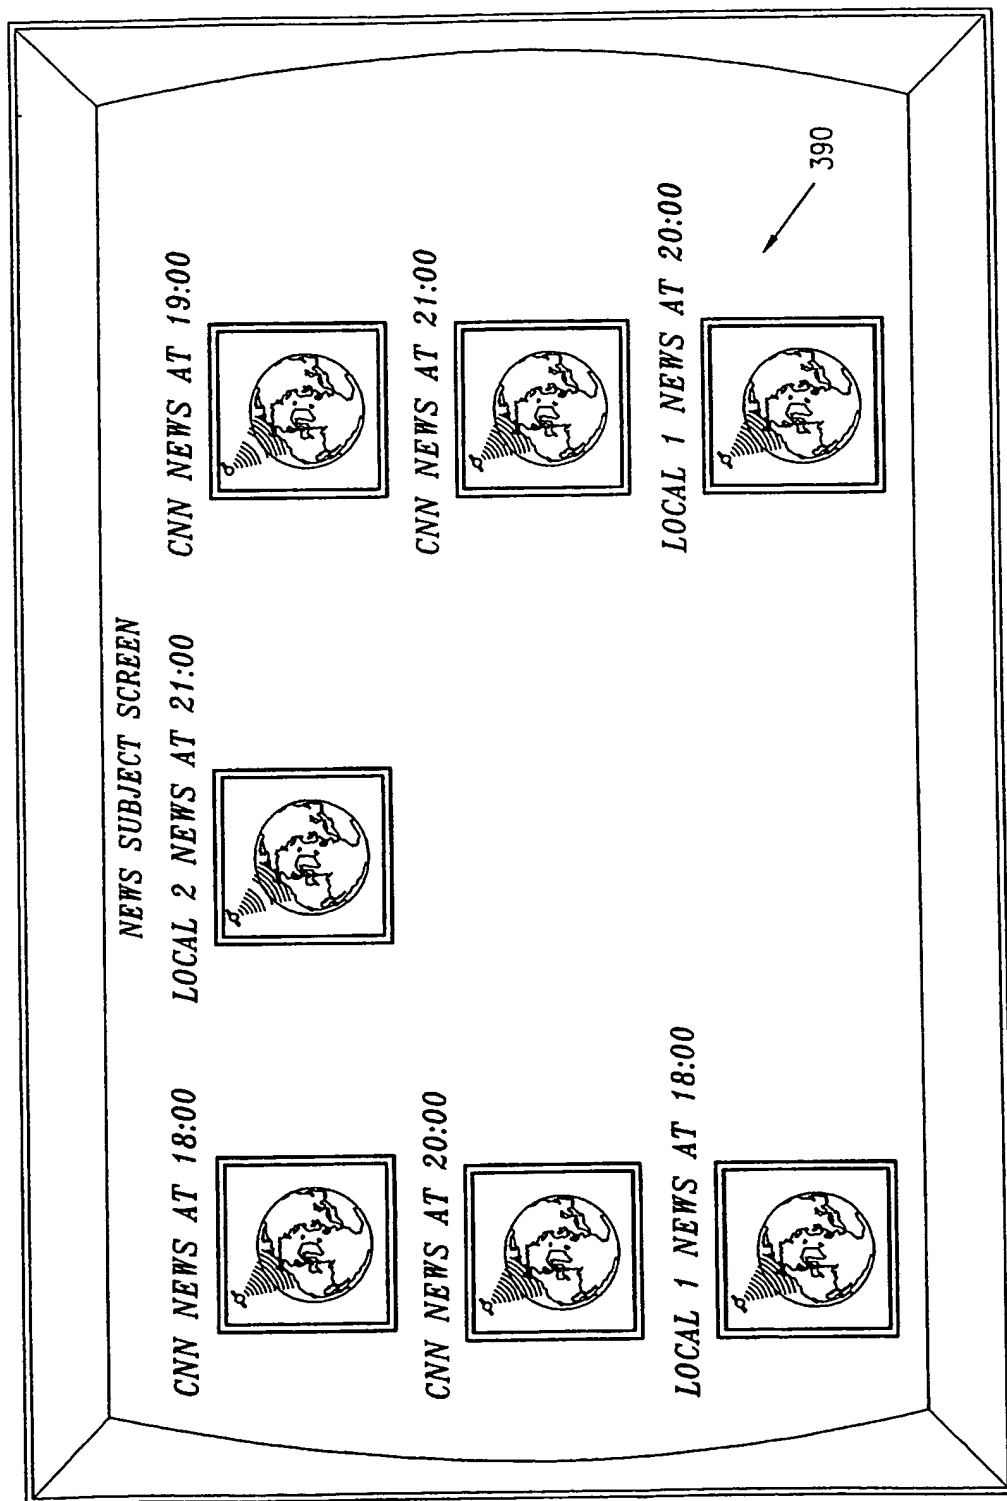 NEWS SUBJECT SCREEN
CNN NEWS AT 18:00
LOCAL 2 NEWS AT 21:00
CNN NEWS AT 19:00
CNN NEWS AT 20:00
CNN NEWS AT 21:00
LOCAL 1 NEWS AT 18:00
LOCAL 1 NEWS AT 20:00
390